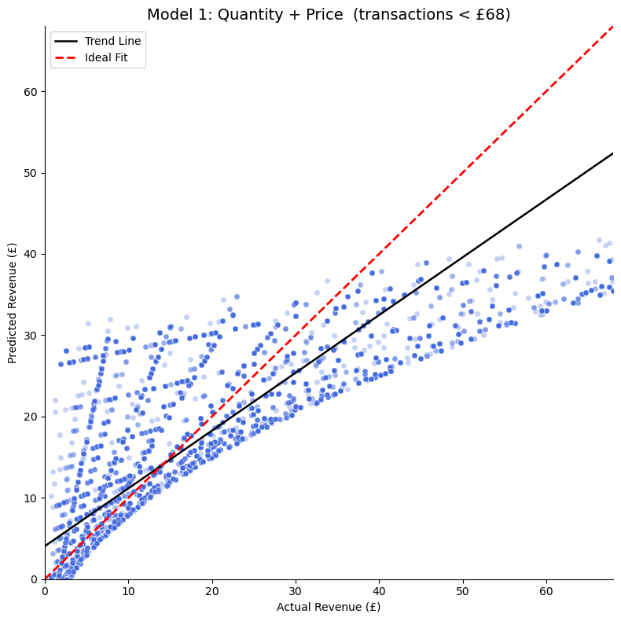 Model 1: Quantity + Price  (transactions < £68)
Trend Line
Ideal Fit
Predicted Revenue (£)
60
50
40
30
20
10
0
0 10 20 30 40 50 60
Actual Revenue (£)